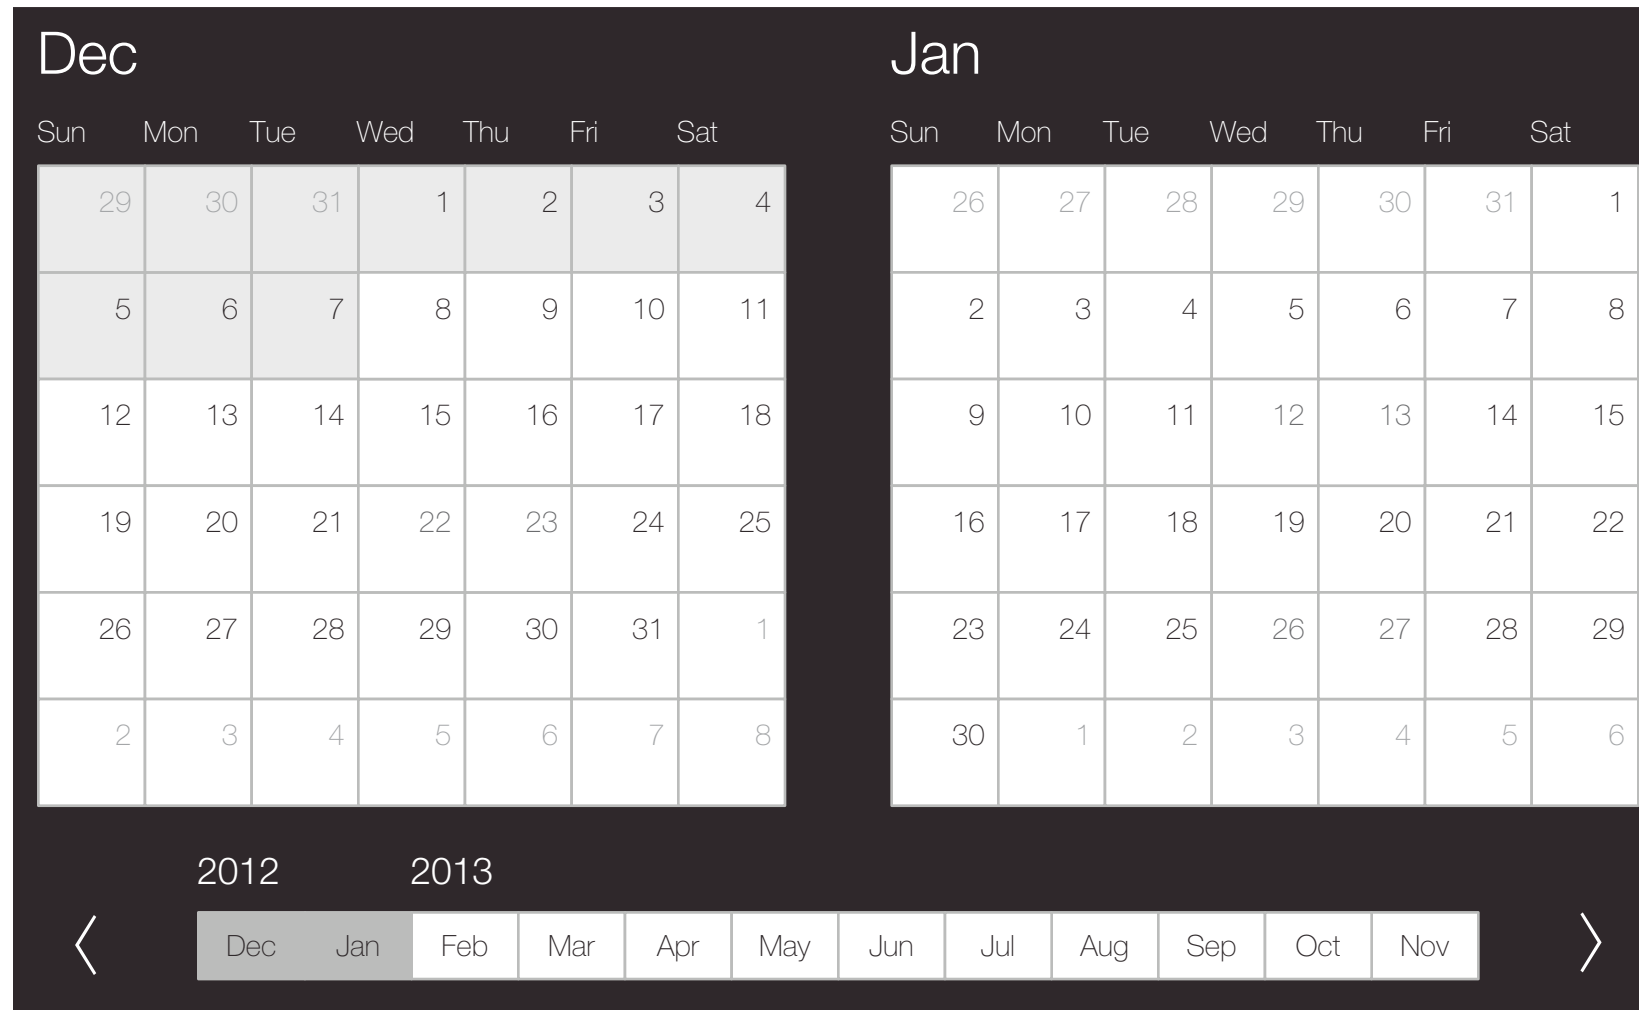 Dec
Sun Mon Tue Wed Thu Fri Sat
29 30 31 1 2 3 4
5 6 7 8 9 10 11
12 13 14 15 16 17 18
19 20 21 22 23 24 25
26 27 28 29 30 31 1
2 3 4 5 6 7 8
Jan
Sun Mon Tue Wed Thu Fri Sat
26 27 28 29 30 31 1
2 3 4 5 6 7 8
9 10 11 12 13 14 15
16 17 18 19 20 21 22
23 24 25 26 27 28 29
30 1 2 3 4 5 6
2012 2013
Dec Jan Feb Mar Apr May Jun Jul Aug Sep Oct Nov